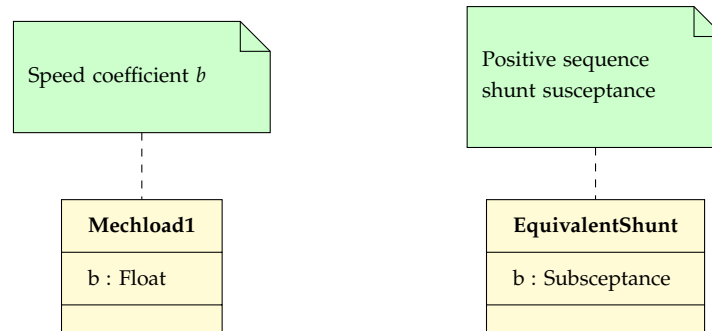 Speed coefficient b
Positive sequence
shunt susceptance
Mechload1
b : Float
EquivalentShunt
b : Subsceptance